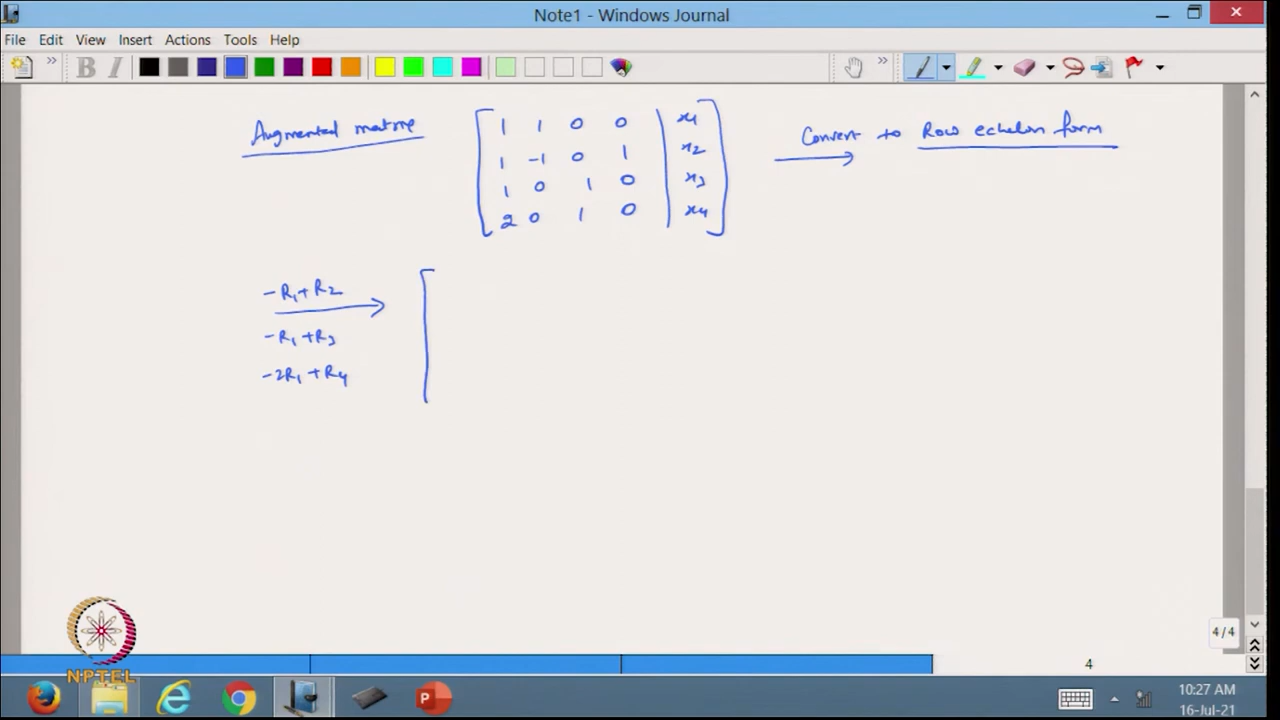 Note1 - Windows Journal
File Edit View Insert Actions Tools Help
Augmented matrix [ 1 1 0 0 | x1 ] Convert to Row echelon form
1 -1 0 1 | x2
1 0 1 0 | x3
2 0 1 0 | x4
-R1+R2
-R1+R3
-2R1+R4
4/4
4
NPTEL
10:27 AM
16-Jul-21